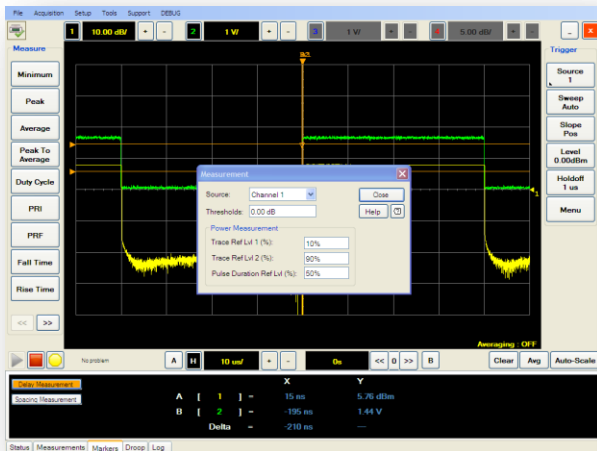 File Acquisition Setup Tools Support DEBUG
1 10.00 dB/ + - 2 1 V/ + - 3 1 V/ + - 4 5.00 dB/ + - _ x
Measure
Trigger
Minimum
Peak
Average
Peak To
Average
Duty Cycle
PRI
PRF
Fall Time
Rise Time
<< >>
Source
1
Sweep
Auto
Slope
Pos
Level
0.00dBm
Holdoff
1 us
Menu
1
Measurement
Source: Channel 1 Close
Thresholds: 0.00 dB Help
Power Measurement
Trace Ref Lvl 1 (%): 10%
Trace Ref Lvl 2 (%): 90%
Pulse Duration Ref Lvl (%): 50%
Averaging : OFF
No problem A H 10 us/ + - 0s << 0 >> B Clear Avg Auto-Scale
Delay Measurement
Spacing Measurement
X Y
A [ 1 ] = 15 ns 5.76 dBm
B [ 2 ] = -195 ns 1.44 V
Delta = -210 ns ---
Status Measurements Markers Droop Log